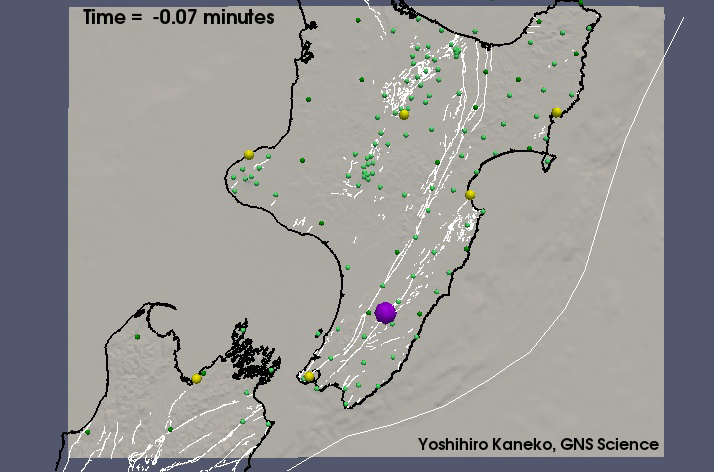 Time = -0.07 minutes
Yoshihiro Kaneko, GNS Science